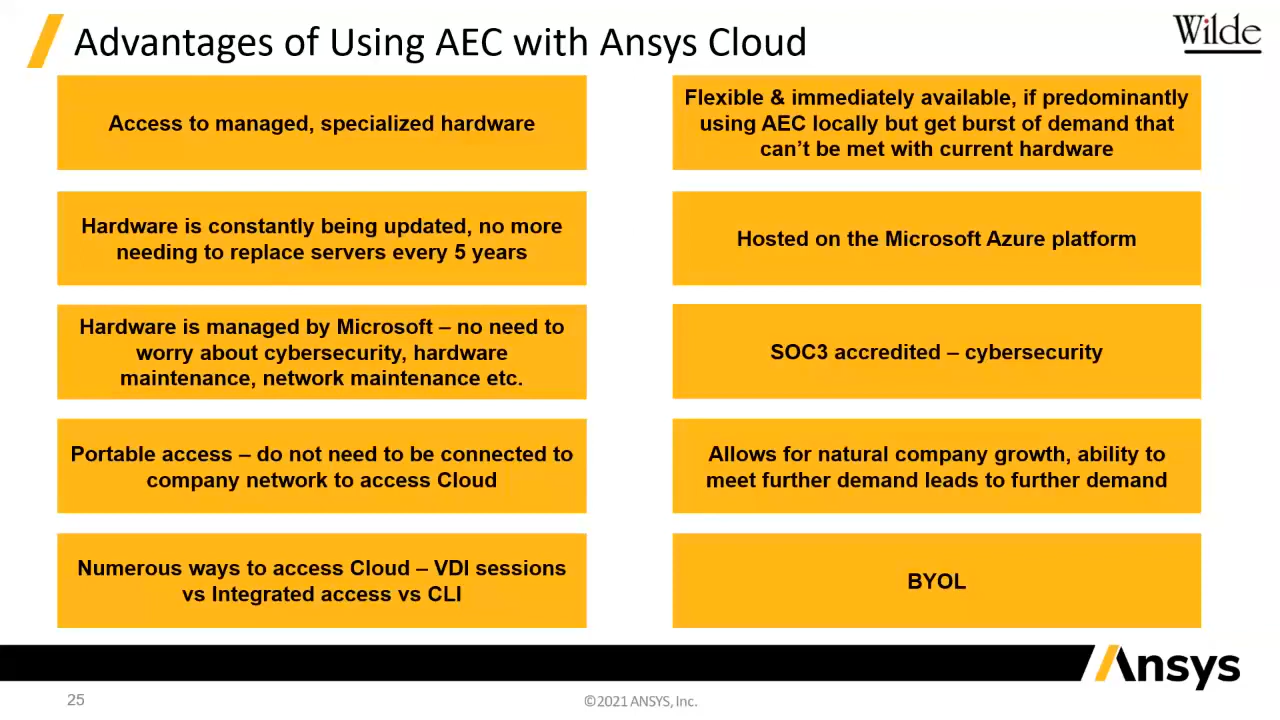 Advantages of Using AEC with Ansys Cloud
Wilde
Access to managed, specialized hardware
Flexible & immediately available, if predominantly
using AEC locally but get burst of demand that
can’t be met with current hardware
Hardware is constantly being updated, no more
needing to replace servers every 5 years
Hosted on the Microsoft Azure platform
Hardware is managed by Microsoft – no need to
worry about cybersecurity, hardware
maintenance, network maintenance etc.
SOC3 accredited – cybersecurity
Portable access – do not need to be connected to
company network to access Cloud
Allows for natural company growth, ability to
meet further demand leads to further demand
Numerous ways to access Cloud – VDI sessions
vs Integrated access vs CLI
BYOL
Ansys
25
©2021 ANSYS, Inc.